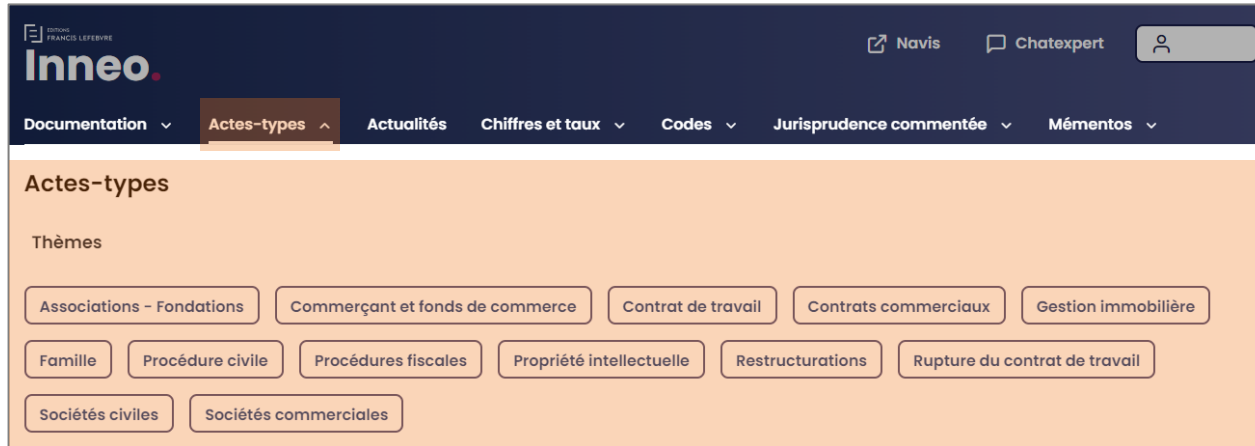 EDITIONS
FRANCIS LEFEBVRE
Inneo.
Navis Chatexpert
Documentation Actes-types Actualités Chiffres et taux Codes Jurisprudence commentée Mémentos
Actes-types
Thèmes
Associations - Fondations Commerçant et fonds de commerce Contrat de travail Contrats commerciaux Gestion immobilière
Famille Procédure civile Procédures fiscales Propriété intellectuelle Restructurations Rupture du contrat de travail
Sociétés civiles Sociétés commerciales